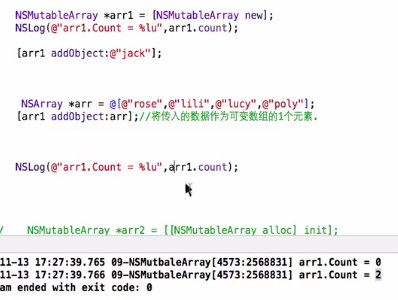 NSMutableArray *arr1 = [NSMutableArray new];
NSLog(@"arr1.Count = %lu",arr1.count);
[arr1 addObject:@"jack"];
NSArray *arr = @[@"rose",@"lili",@"lucy",@"poly"];
[arr1 addObject:arr];//将传人的数据作为可变数组的1个元素.
NSLog(@"arr1.Count = %lu",arr1.count);
/ NSMutableArray *arr2 = [[NSMutableArray alloc] init];
11-13 17:27:39.765 09-NSMutbaleArray[4573:2568831] arr1.Count = 0
11-13 17:27:39.766 09-NSMutbaleArray[4573:2568831] arr1.Count = 2
am ended with exit code: 0